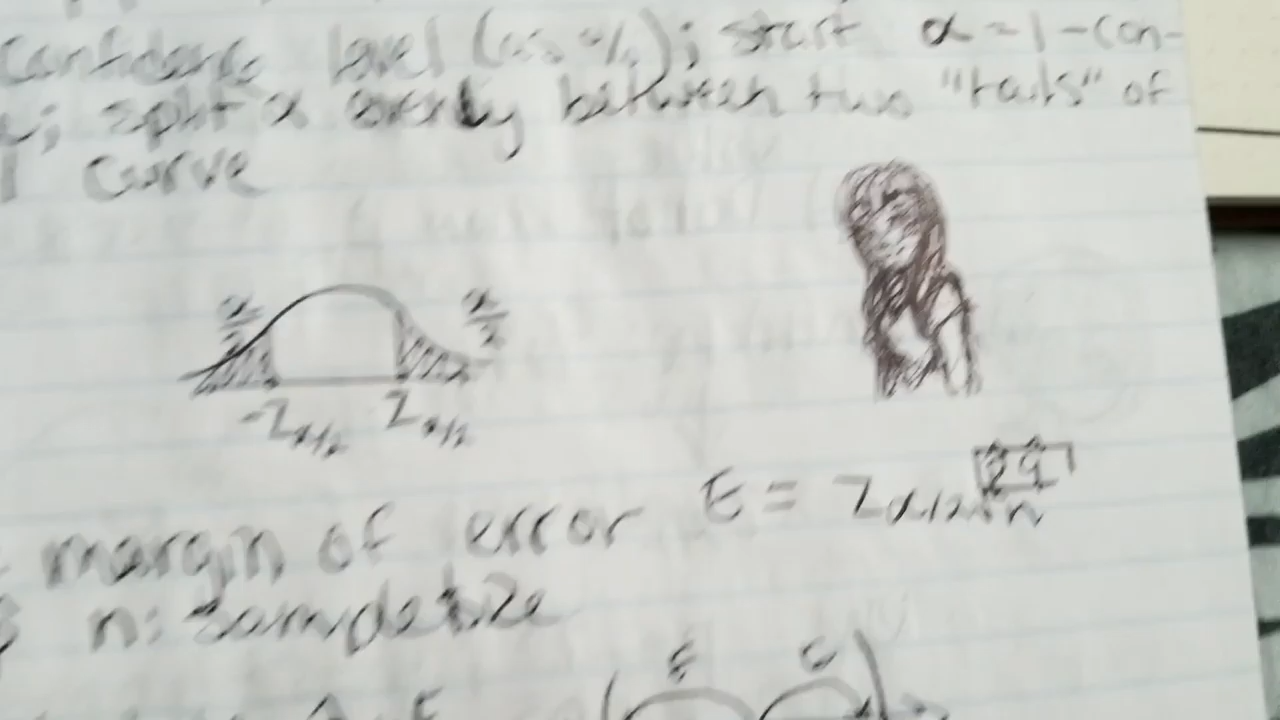 Confidence level (95%); start α = 1 - con-
; split α evenly between two "tails" of
curve
α/2 α/2
-Zα/2 Zα/2
margin of error E = Zα/2 √(p̂q̂/n)
n: sample size
E E